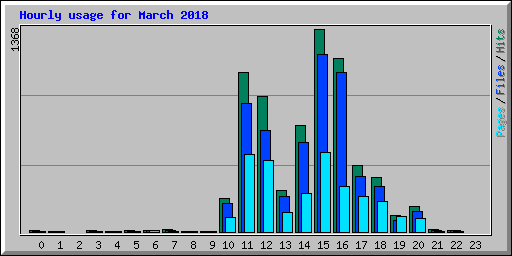 Hourly usage for March 2018
1368
Pages/Files/Hits
0 1 2 3 4 5 6 7 8 9 10 11 12 13 14 15 16 17 18 19 20 21 22 23